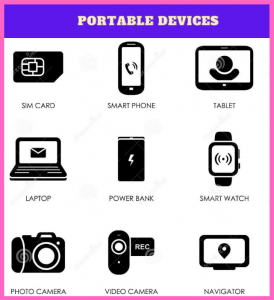 PORTABLE DEVICES
SIM CARD
SMART PHONE
TABLET
LAPTOP
POWER BANK
SMART WATCH
REC
PHOTO CAMERA
VIDEO CAMERA
NAVIGATOR